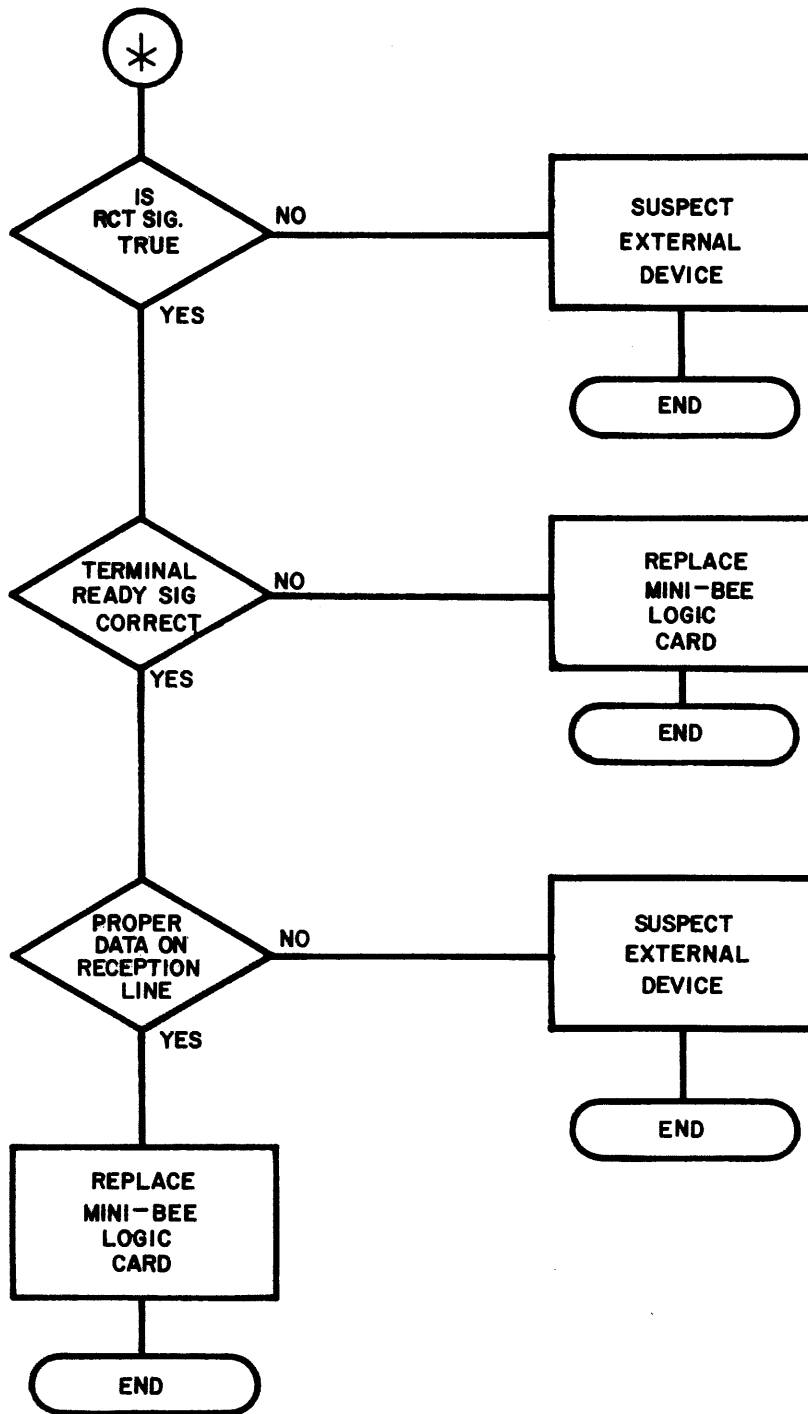 *
IS
RCT SIG.
TRUE
NO
SUSPECT
EXTERNAL
DEVICE
YES
END
TERMINAL
READY SIG
CORRECT
NO
REPLACE
MINI-BEE
LOGIC
CARD
YES
END
PROPER
DATA ON
RECEPTION
LINE
NO
SUSPECT
EXTERNAL
DEVICE
YES
END
REPLACE
MINI-BEE
LOGIC
CARD
END